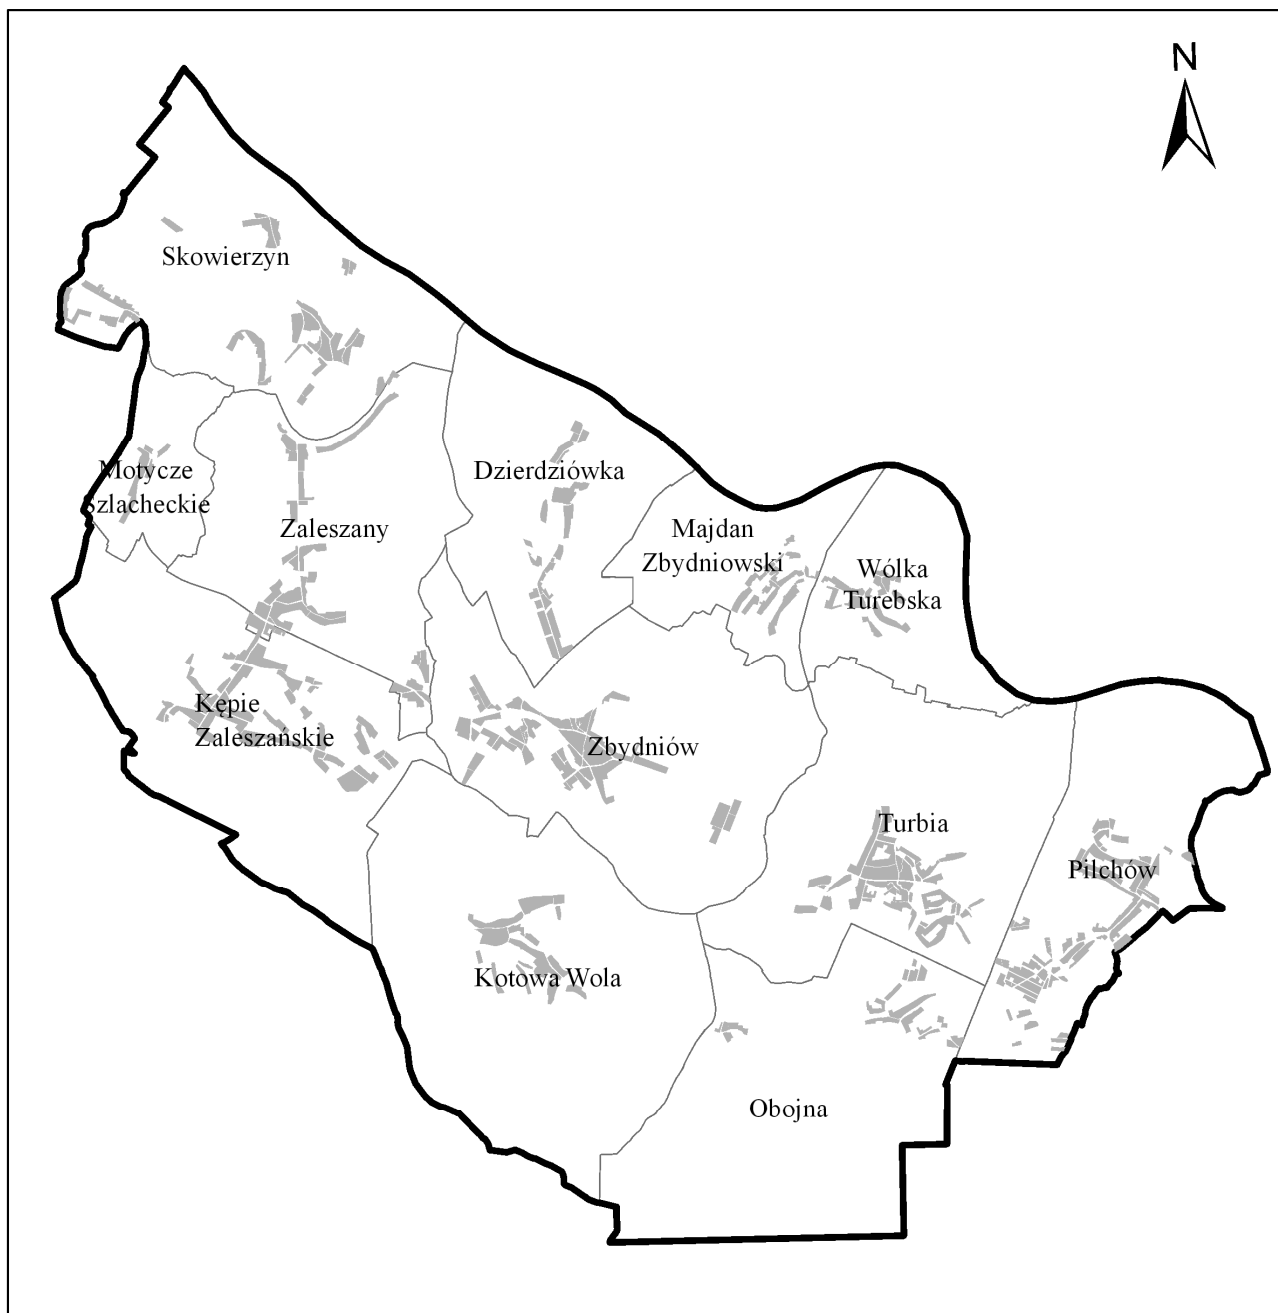 N
Skowierzyn
Motycze
Szlacheckie
Dzierdziówka
Zaleszany
Majdan
Zbydniowski
Wólka
Turebska
Kępie
Zaleszańskie
Zbydniów
Turbia
Pilchów
Kotowa Wola
Obojna